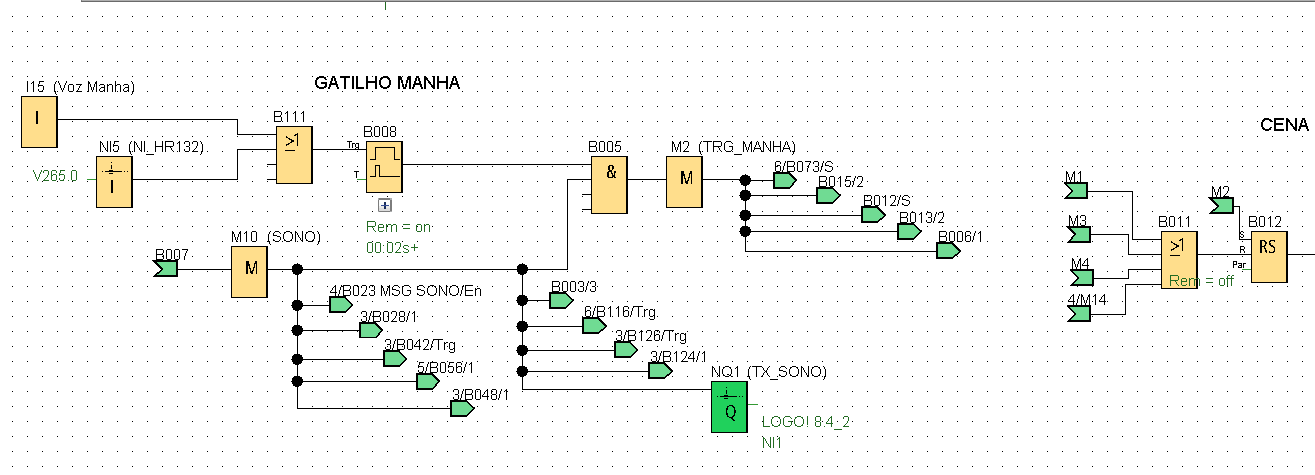 GATILHO MANHA
I15 (Voz Manha)
I
NI5 (NI_HR132)
I
V265.0
B111
≥1
B008
Trg
T
Rem = on
00:02s+
B005
&
M2 (TRG_MANHA)
M
6/B073/S
B015/2
B012/S
B013/2
B006/1
B007
M10 (SONO)
M
4/B023 MSG SONO/En
3/B028/1
3/B042/Trg
5/B056/1
3/B048/1
B003/3
6/B116/Trg
3/B126/Trg
3/B124/1
NQ1 (TX_SONO)
Q
LOGO! 8.4_2
NI1
CENA
M1
M3
M4
4/M14
B011
≥1
M2
B012
S
R
Par
RS
Rem = off